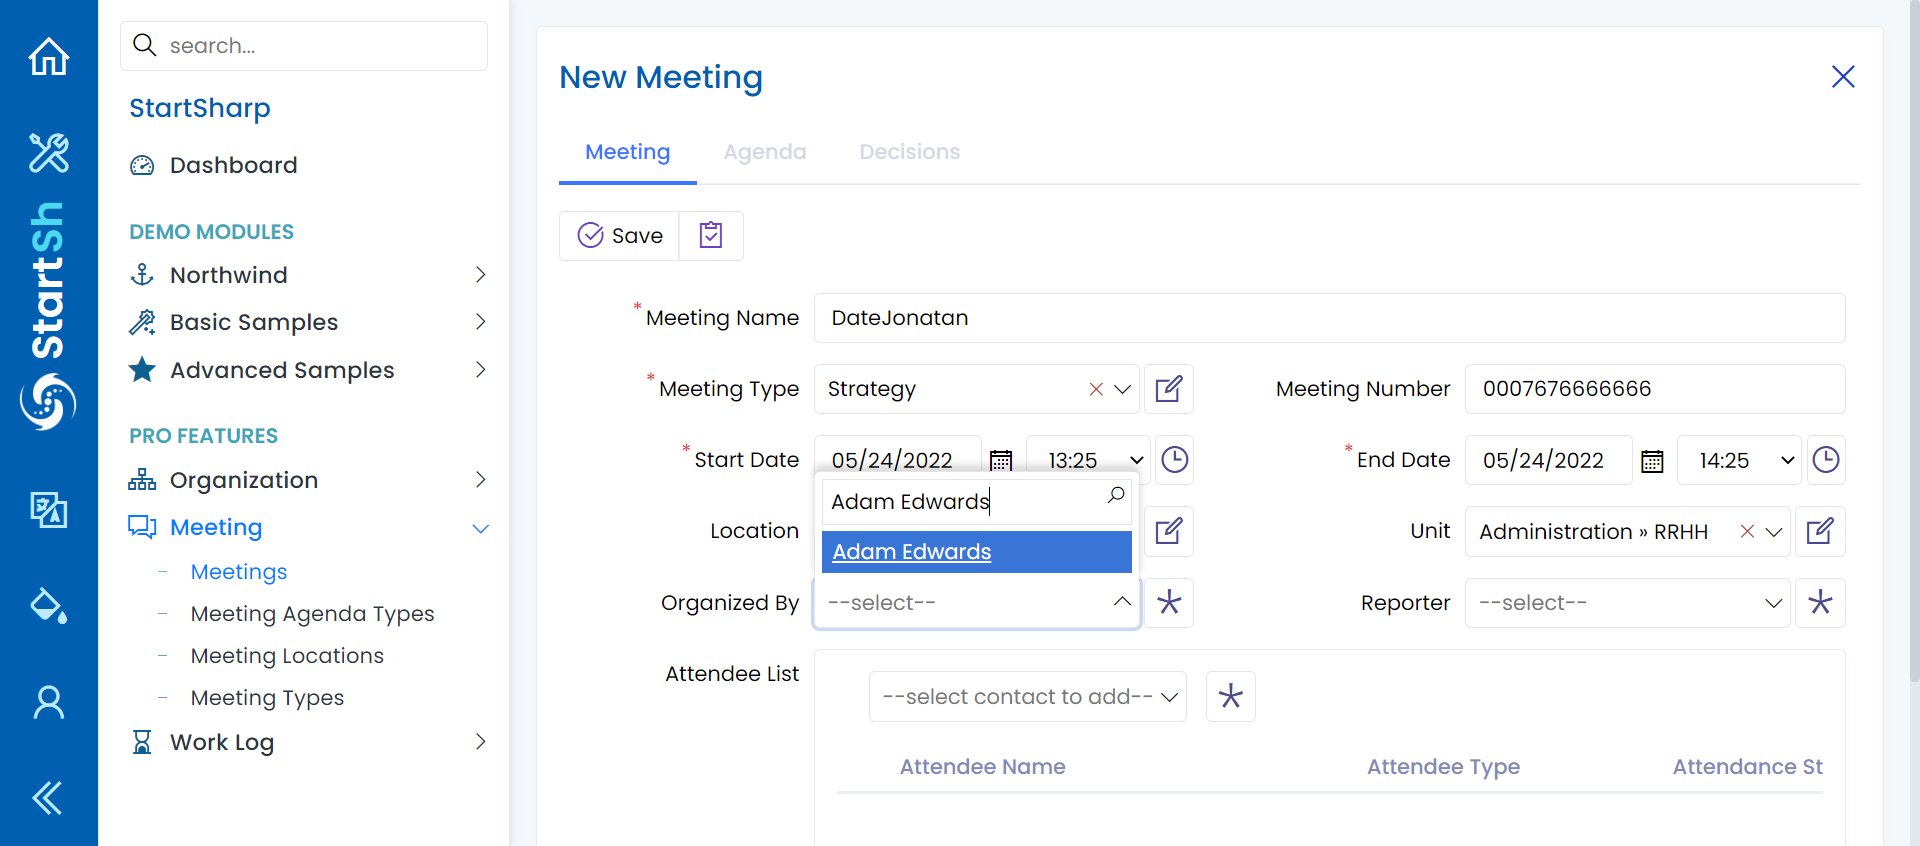 StartSh
search...
StartSharp
Dashboard
DEMO MODULES
Northwind
Basic Samples
Advanced Samples
PRO FEATURES
Organization
Meeting
Meetings
Meeting Agenda Types
Meeting Locations
Meeting Types
Work Log
New Meeting
Meeting Agenda Decisions
Save
* Meeting Name DateJonatan
* Meeting Type Strategy Meeting Number 0007676666666
* Start Date 05/24/2022 13:25 * End Date 05/24/2022 14:25
Adam Edwards
Location Unit Administration » RRHH
Adam Edwards
Organized By --select-- Reporter --select--
Attendee List
--select contact to add--
Attendee Name Attendee Type Attendance St